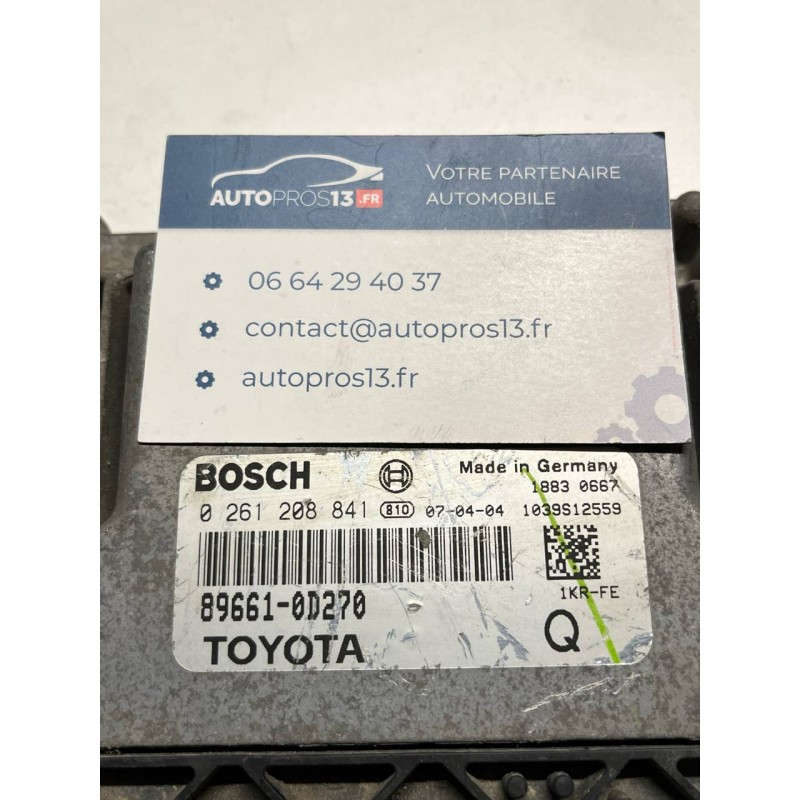 AUTOPROS13.FR
VOTRE PARTENAIRE
AUTOMOBILE
06 64 29 40 37
contact@autopros13.fr
autopros13.fr
BOSCH
Made in Germany
1883 0667
0 261 208 841 810 07-04-04 1039S12559
89661-0D270
1KR-FE
TOYOTA
Q